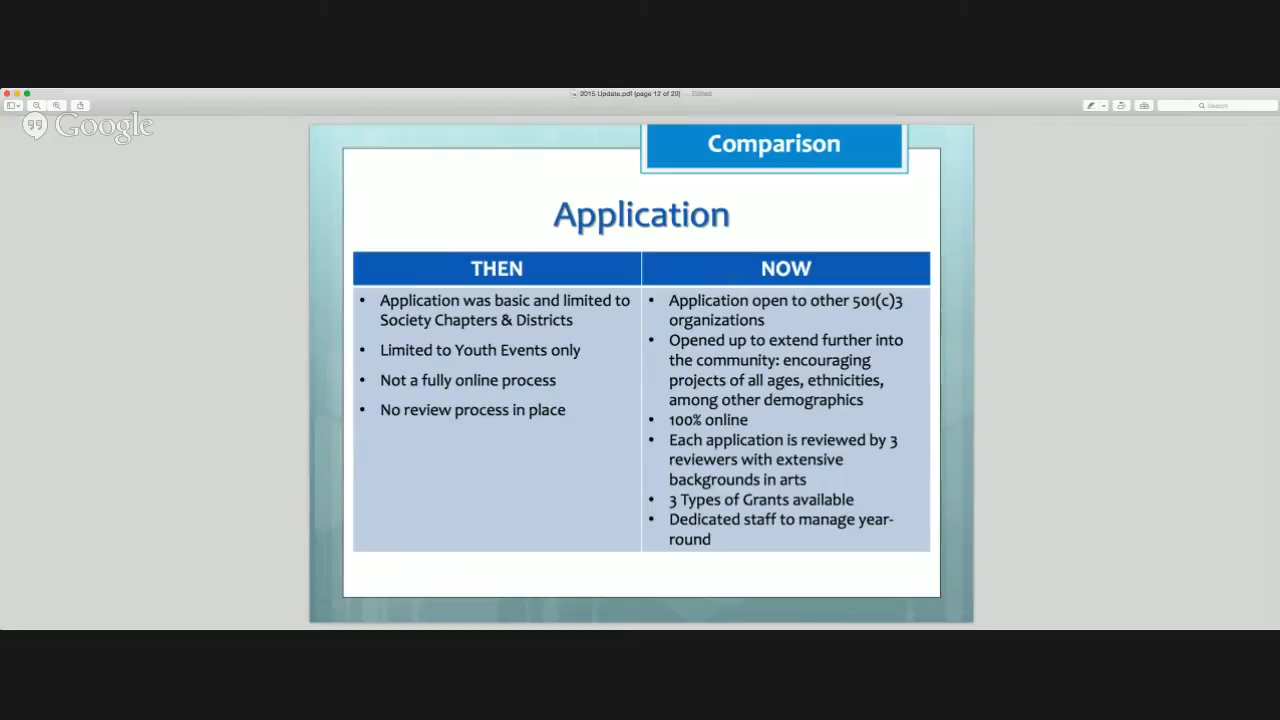 2015 Update.pdf (page 12 of 20) — Edited
Search
Google
Comparison
Application
THEN
NOW
• Application was basic and limited to
Society Chapters & Districts
• Limited to Youth Events only
• Not a fully online process
• No review process in place
• Application open to other 501(c)3
organizations
• Opened up to extend further into
the community: encouraging
projects of all ages, ethnicities,
among other demographics
• 100% online
• Each application is reviewed by 3
reviewers with extensive
backgrounds in arts
• 3 Types of Grants available
• Dedicated staff to manage year-
round